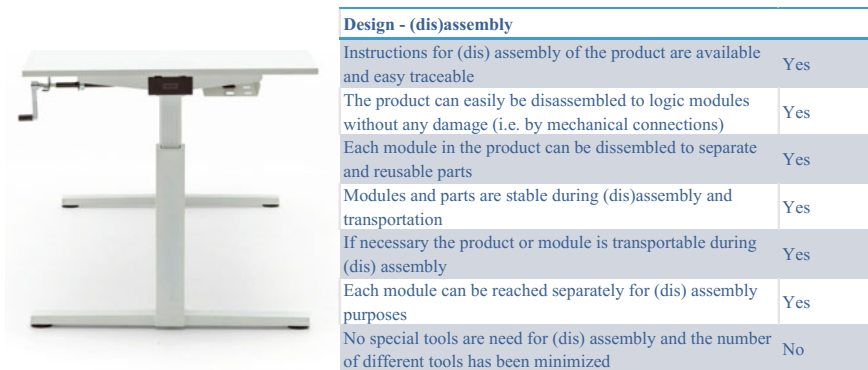 Design - (dis)assembly
Instructions for (dis) assembly of the product are available
and easy traceable
Yes
The product can easily be disassembled to logic modules
without any damage (i.e. by mechanical connections)
Yes
Each module in the product can be dissembled to separate
and reusable parts
Yes
Modules and parts are stable during (dis)assembly and
transportation
Yes
If necessary the product or module is transportable during
(dis) assembly
Yes
Each module can be reached separately for (dis) assembly
purposes
Yes
No special tools are need for (dis) assembly and the number
of different tools has been minimized
No